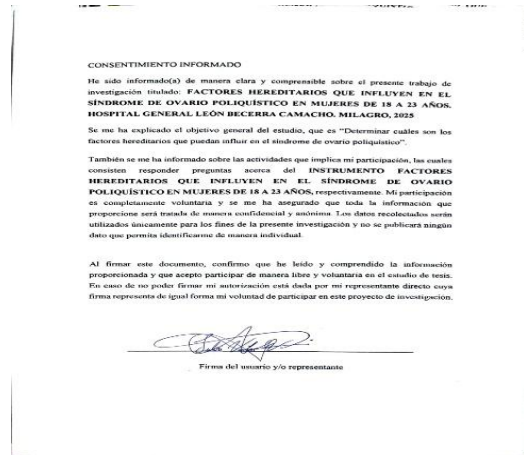 CONSENTIMIENTO INFORMADO
He sido informado(a) de manera clara y comprensible sobre el presente trabajo de
investigación titulado: FACTORES HEREDITARIOS QUE INFLUYEN EN EL
SÍNDROME DE OVARIO POLIQUÍSTICO EN MUJERES DE 18 A 23 AÑOS.
HOSPITAL GENERAL LEÓN BECERRA CAMACHO. MILAGRO, 2025
Se me ha explicado el objetivo general del estudio, que es "Determinar cuáles son los
factores hereditarios que puedan influir en el síndrome de ovario poliquístico".
También se me ha informado sobre las actividades que implica mi participación, las cuales
consisten responder preguntas acerca del INSTRUMENTO FACTORES
HEREDITARIOS QUE INFLUYEN EN EL SÍNDROME DE OVARIO
POLIQUÍSTICO EN MUJERES DE 18 A 23 AÑOS, respectivamente. Mi participación
es completamente voluntaria y se me ha asegurado que toda la información que
proporcione será tratada de manera confidencial y anónima. Los datos recolectados serán
utilizados únicamente para los fines de la presente investigación y no se publicará ningún
dato que permita identificarme de manera individual.
Al firmar este documento, confirmo que he leído y comprendido la información
proporcionada y que acepto participar de manera libre y voluntaria en el estudio de tesis.
En caso de no poder firmar mi autorización está dada por mi representante directo cuya
firma representa de igual forma mi voluntad de participar en este proyecto de investigación.
Firma del usuario y/o representante